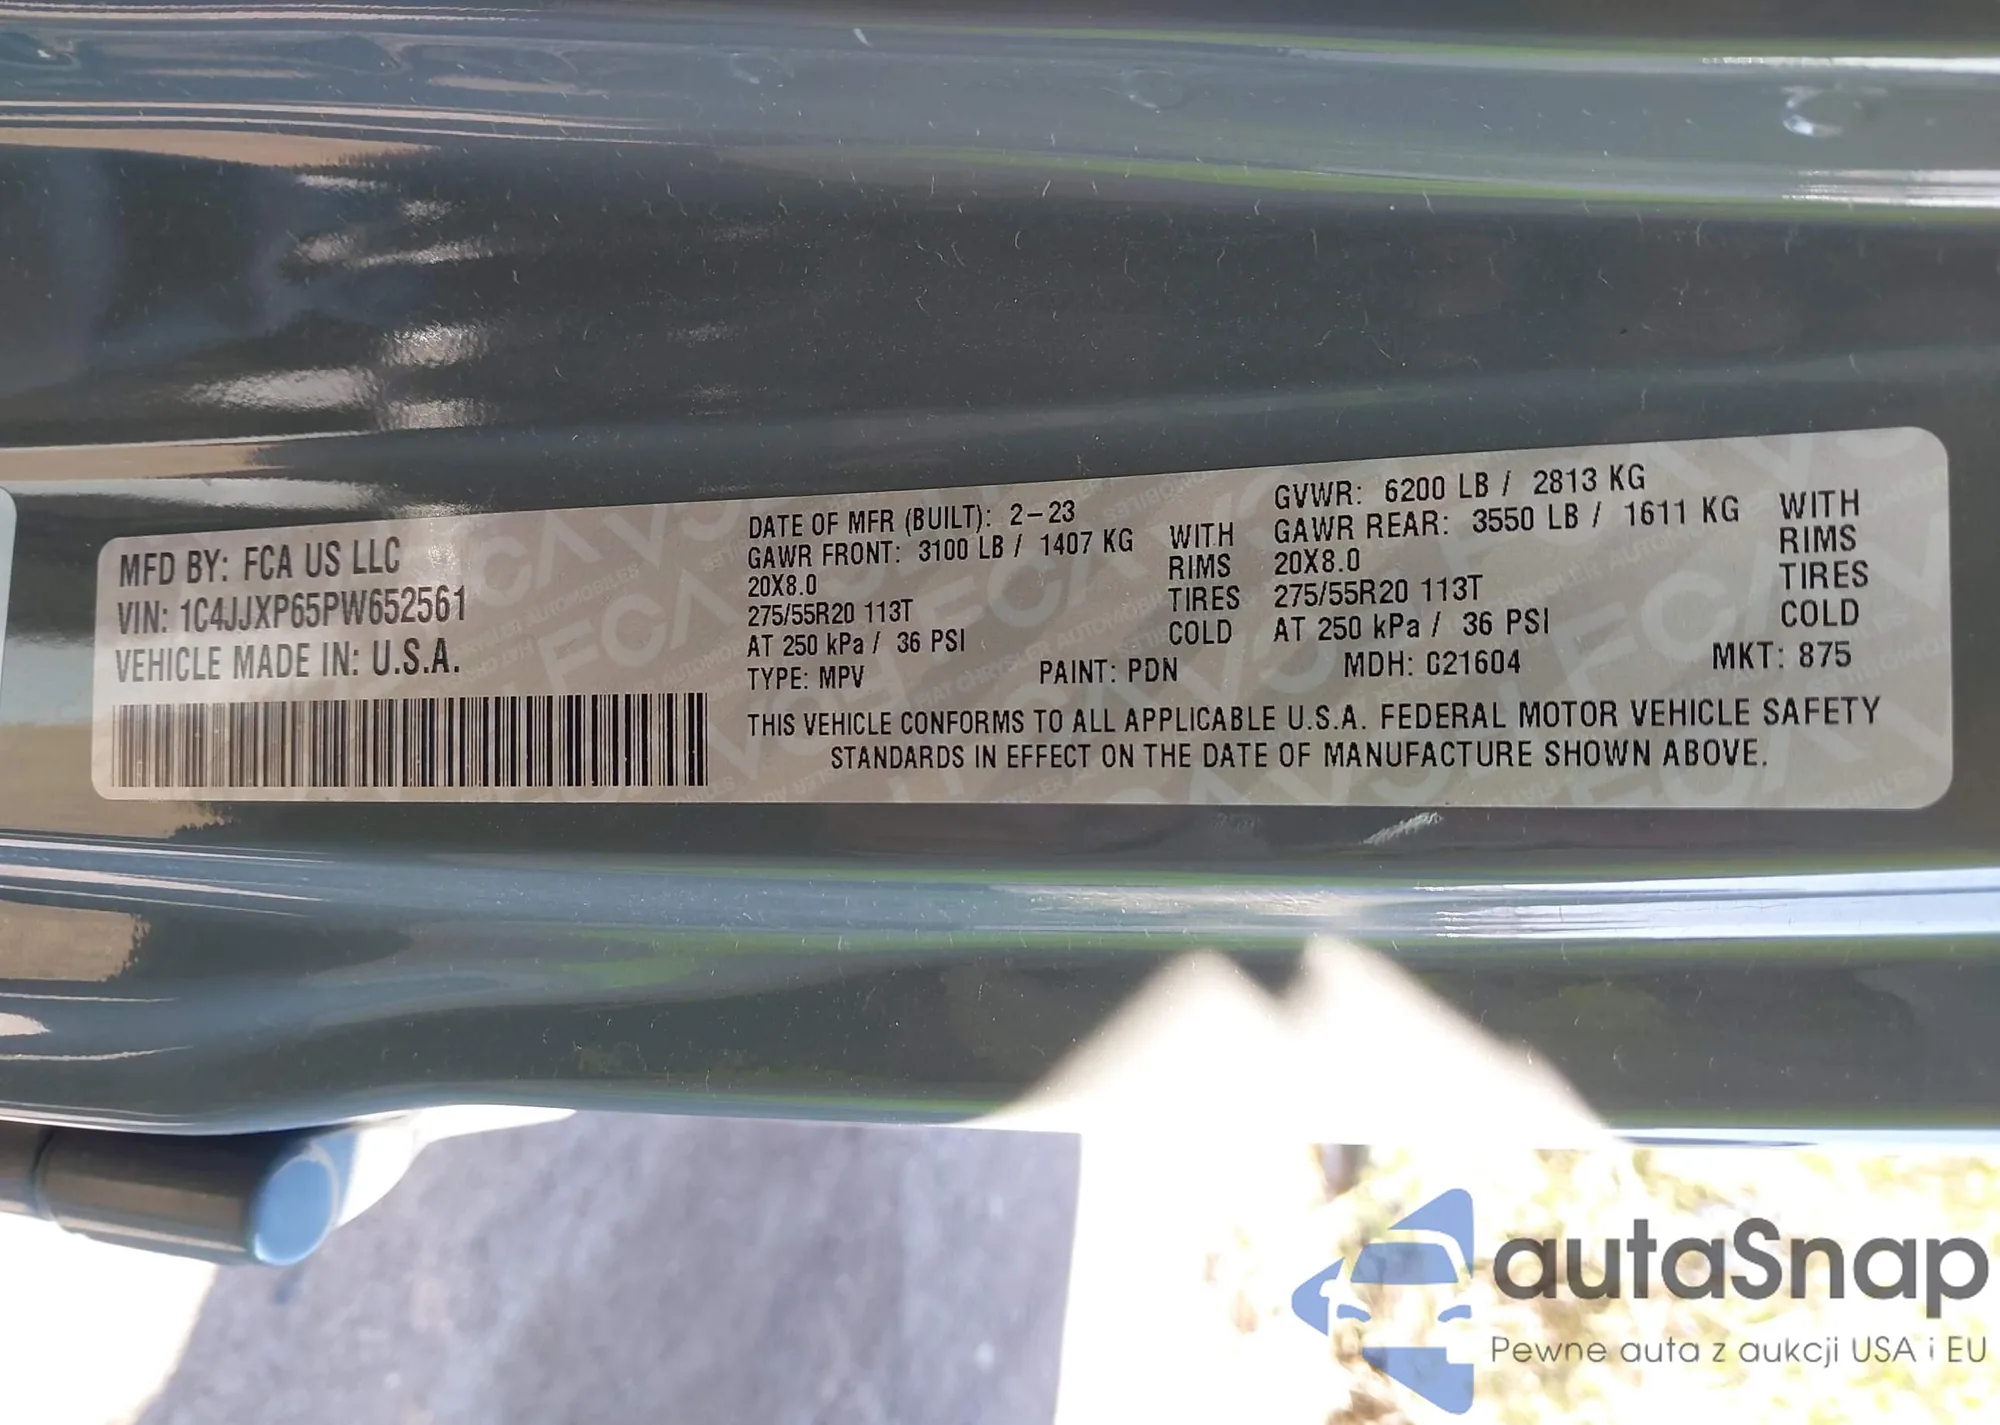 MFD BY: FCA US LLC
VIN: 1C4JJXP65PW652561
VEHICLE MADE IN: U.S.A.
DATE OF MFR (BUILT): 2-23
GAWR FRONT: 3100 LB / 1407 KG WITH
20X8.0 RIMS
275/55R20 113T TIRES
AT 250 kPa / 36 PSI COLD
GVWR: 6200 LB / 2813 KG
GAWR REAR: 3550 LB / 1611 KG WITH
20X8.0 RIMS
275/55R20 113T TIRES
AT 250 kPa / 36 PSI COLD
TYPE: MPV PAINT: PDN MDH: 021604 MKT: 875
THIS VEHICLE CONFORMS TO ALL APPLICABLE U.S.A. FEDERAL MOTOR VEHICLE SAFETY
STANDARDS IN EFFECT ON THE DATE OF MANUFACTURE SHOWN ABOVE.
autaSnap
Pewne auta z aukcji USA i EU